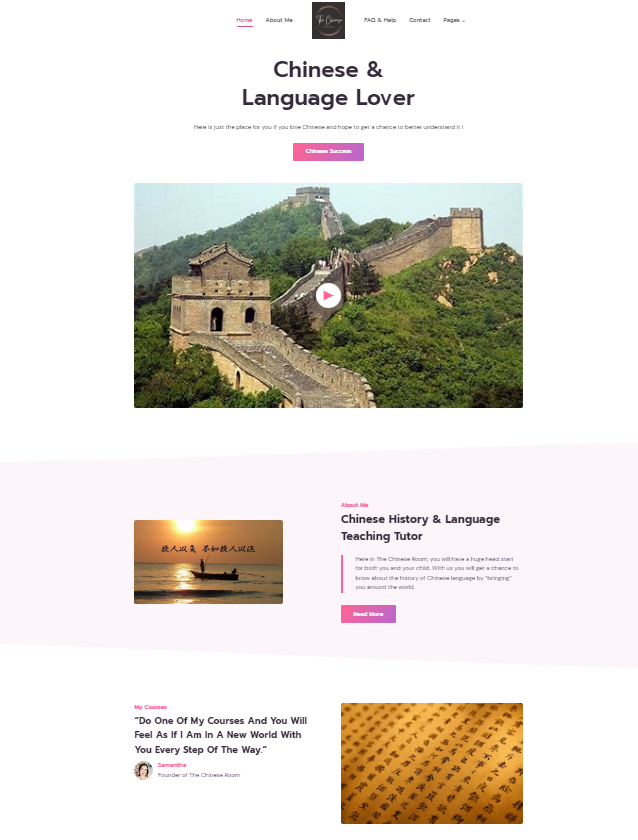 Home
About Me
The Chinese
FAQ & Help
Contact
Pages
Chinese &
Language Lover
Here is just the place for you if you love Chinese and hope to get a chance to better understand it !
Chinese Success
About Me
Chinese History & Language
Teaching Tutor
授人以鱼 不如授人以渔
Here in The Chinese Room, you will have a huge head start
for both you and your child. With us you will get a chance to
know about the history of Chinese language by "bringing"
you around the world.
Read More
My Courses
"Do One Of My Courses And You Will
Feel As If I Am In A New World With
You Every Step Of The Way."
Samantha
Founder of The Chinese Room